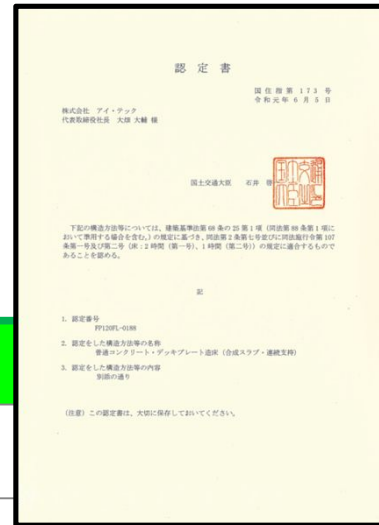 認定書
国住指第173号
令和元年6月5日
株式会社 アイ・テック
代表取締役社長 大畑 大輔 様
国土交通大臣 石井 啓
下記の構造方法等については、建築基準法第68条の25第1項（同法第88条第1項に
おいて準用する場合を含む。）の規定に基づき、同法第2条第七号並びに同法施行令第107
条第一号及び第二号（床：2時間（第一号）、1時間（第二号））の規定に適合するもので
あることを認める。
記
1. 認定番号
FP120FL-0188
2. 認定をした構造方法等の名称
普通コンクリート・デッキプレート造床（合成スラブ・連続支持）
3. 認定をした構造方法等の内容
別添の通り
（注意）この認定書は、大切に保存しておいてください。